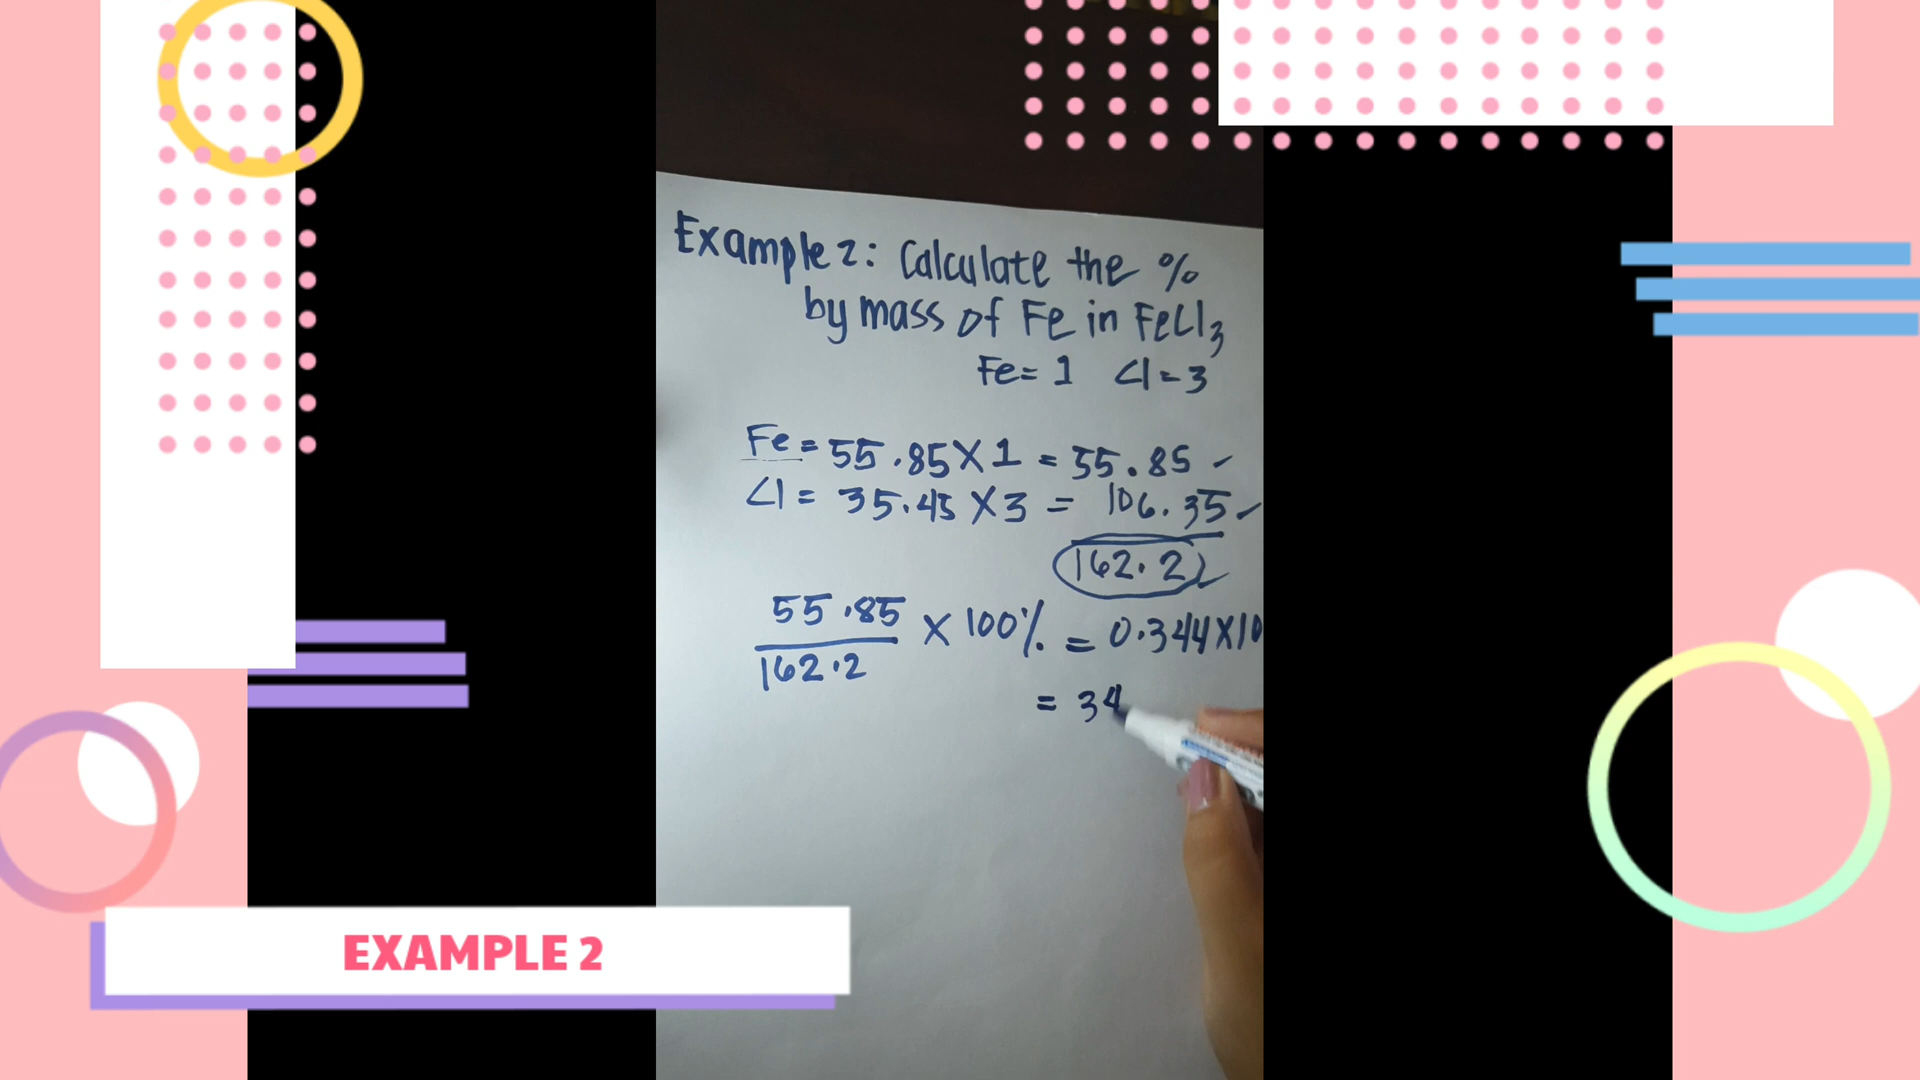 Example 2: Calculate the %
by mass of Fe in FeCl3
Fe = 1 Cl = 3
Fe = 55.85 X 1 = 55.85
Cl = 35.45 X 3 = 106.35
162.2
55.85
162.2
X 100% = 0.344 X 10
= 34
EXAMPLE 2